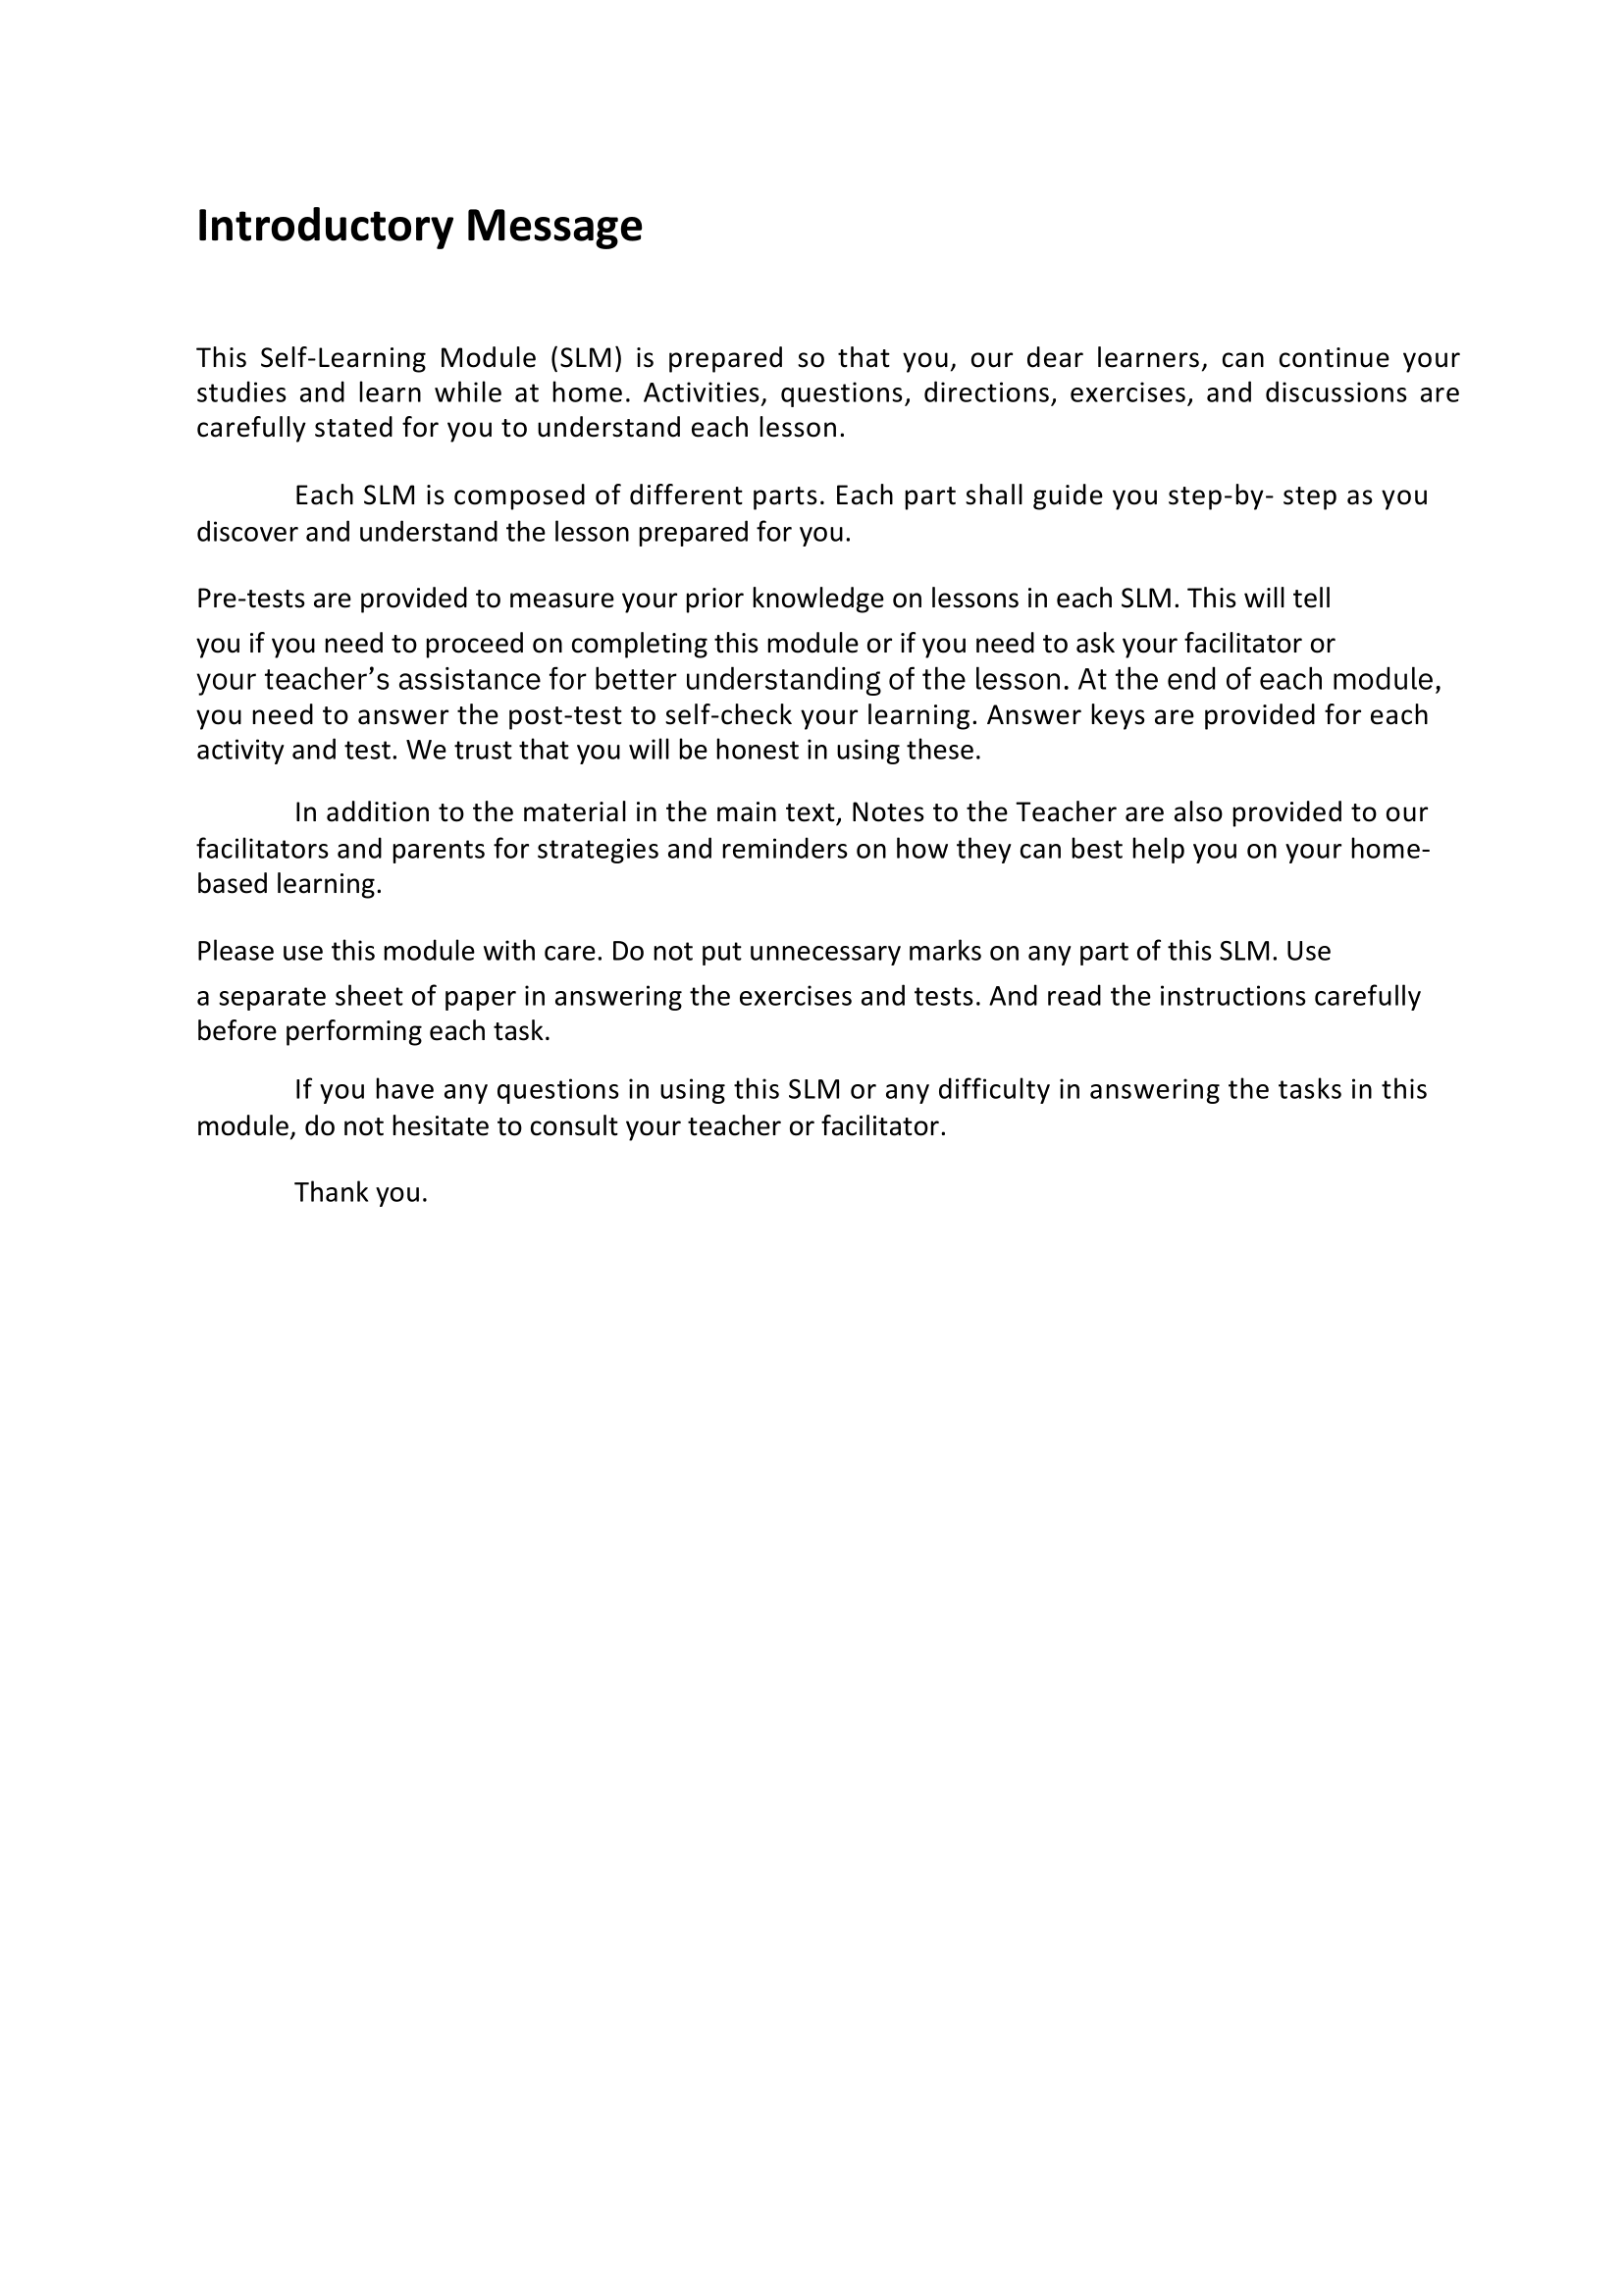 Introductory Message
This Self-Learning Module (SLM) is prepared so that you, our dear learners, can continue your
studies and learn while at home. Activities, questions, directions, exercises, and discussions are
carefully stated for you to understand each lesson.
Each SLM is composed of different parts. Each part shall guide you step-by- step as you
discover and understand the lesson prepared for you.
Pre-tests are provided to measure your prior knowledge on lessons in each SLM. This will tell
you if you need to proceed on completing this module or if you need to ask your facilitator or
your teacher’s assistance for better understanding of the lesson. At the end of each module,
you need to answer the post-test to self-check your learning. Answer keys are provided for each
activity and test. We trust that you will be honest in using these.
In addition to the material in the main text, Notes to the Teacher are also provided to our
facilitators and parents for strategies and reminders on how they can best help you on your home-
based learning.
Please use this module with care. Do not put unnecessary marks on any part of this SLM. Use
a separate sheet of paper in answering the exercises and tests. And read the instructions carefully
before performing each task.
If you have any questions in using this SLM or any difficulty in answering the tasks in this
module, do not hesitate to consult your teacher or facilitator.
Thank you.